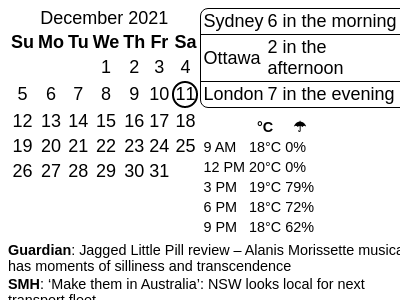 December 2021
Su Mo Tu We Th Fr Sa
1 2 3 4
5 6 7 8 9 10 11
12 13 14 15 16 17 18
19 20 21 22 23 24 25
26 27 28 29 30 31
Sydney 6 in the morning
Ottawa 2 in the
afternoon
London 7 in the evening
°C ☂
9 AM 18°C 0%
12 PM 20°C 0%
3 PM 19°C 79%
6 PM 18°C 72%
9 PM 18°C 62%
Guardian: Jagged Little Pill review – Alanis Morissette musica
has moments of silliness and transcendence
SMH: ‘Make them in Australia’: NSW looks local for next
transport fleet